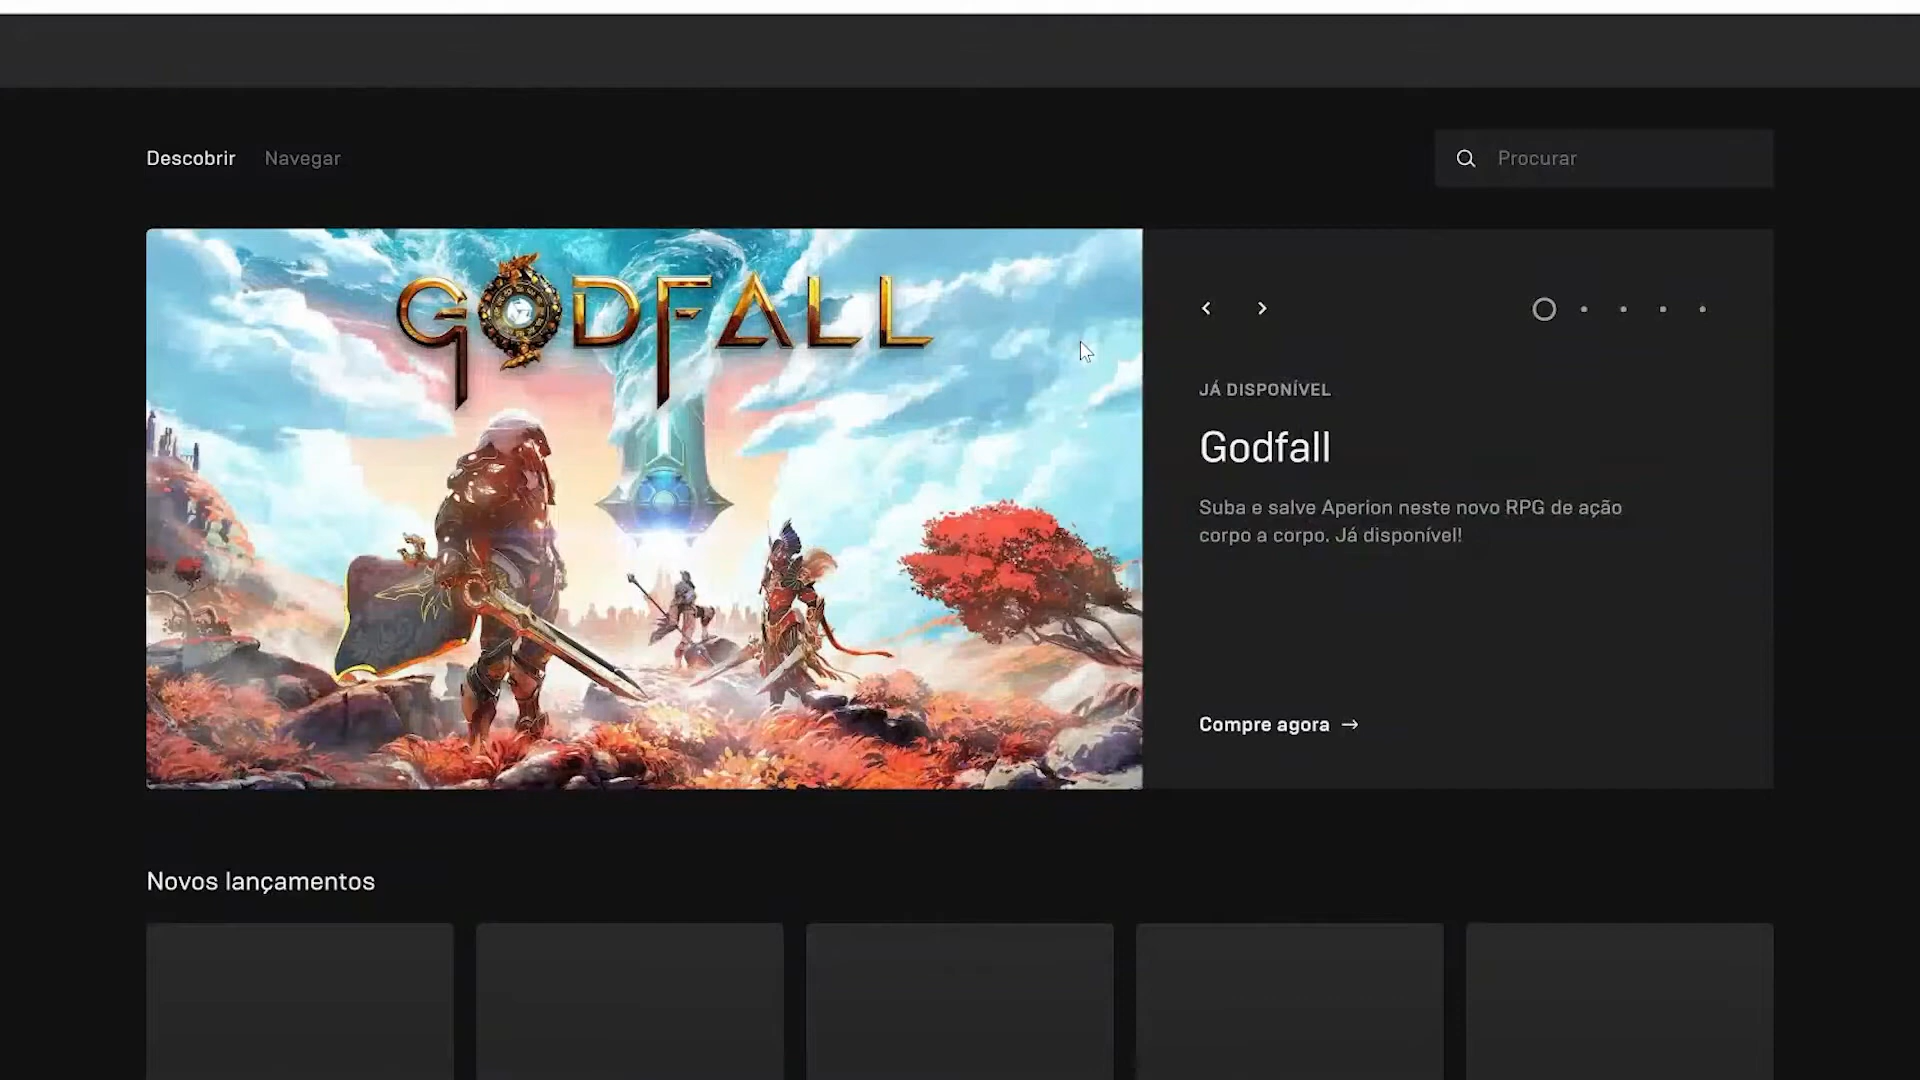 Descobrir Navegar
Procurar
GODFALL
JÁ DISPONÍVEL
Godfall
Suba e salve Aperion neste novo RPG de ação
corpo a corpo. Já disponível!
Compre agora →
Novos lançamentos